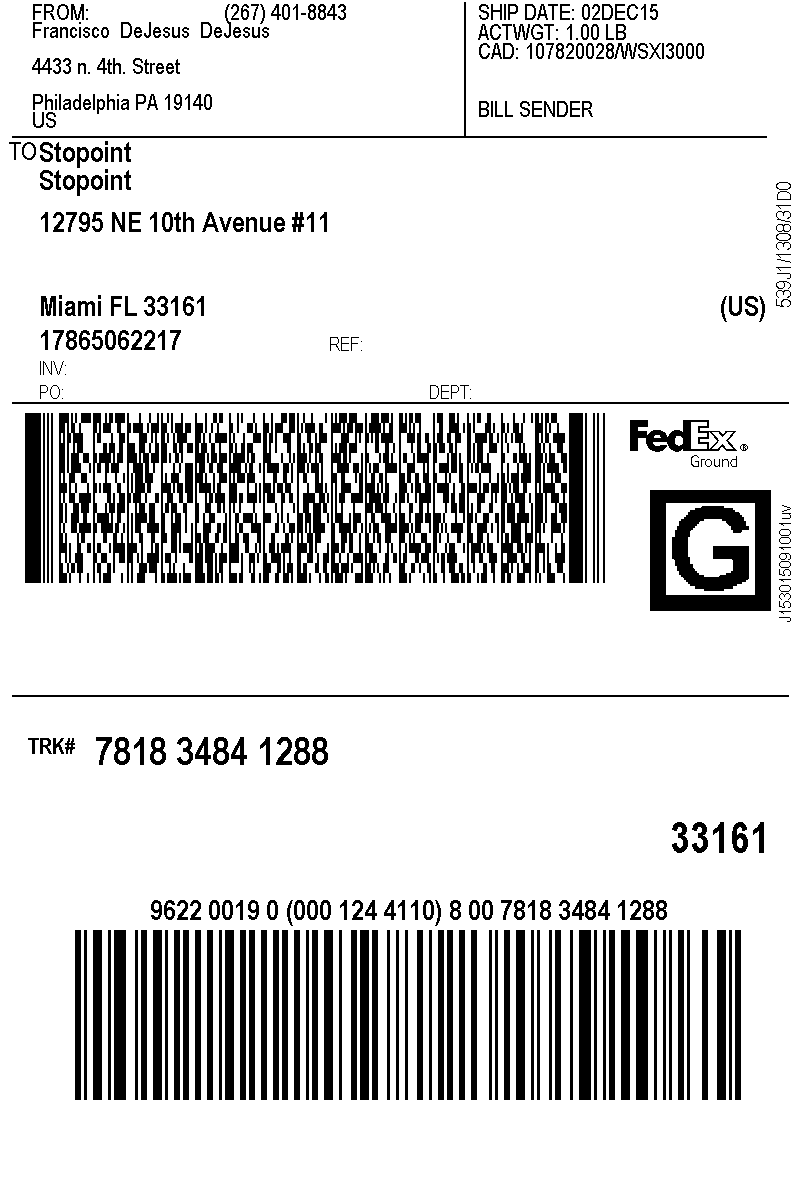 FROM: (267) 401-8843
Francisco DeJesus DeJesus
4433 n. 4th. Street
Philadelphia PA 19140
US
SHIP DATE: 02DEC15
ACTWGT: 1.00 LB
CAD: 107820028/WSXI3000
BILL SENDER
TO Stopoint
Stopoint
12795 NE 10th Avenue #11
Miami FL 33161 (US)
17865062217 REF:
INV:
PO: DEPT:
539J1/1308/31D0
FedEx®
Ground
G
J153015091001uv
TRK# 7818 3484 1288
33161
9622 0019 0 (000 124 4110) 8 00 7818 3484 1288